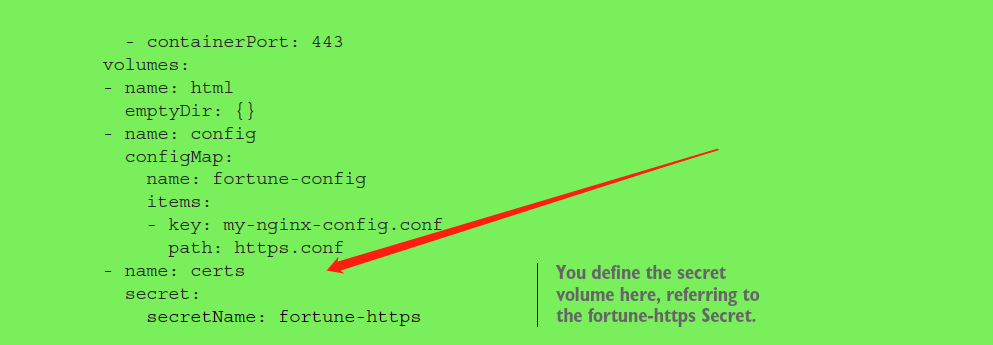 - containerPort: 443
volumes:
- name: html
emptyDir: {}
- name: config
configMap:
name: fortune-config
items:
- key: my-nginx-config.conf
path: https.conf
- name: certs
secret:
secretName: fortune-https
You define the secret
volume here, referring to
the fortune-https Secret.